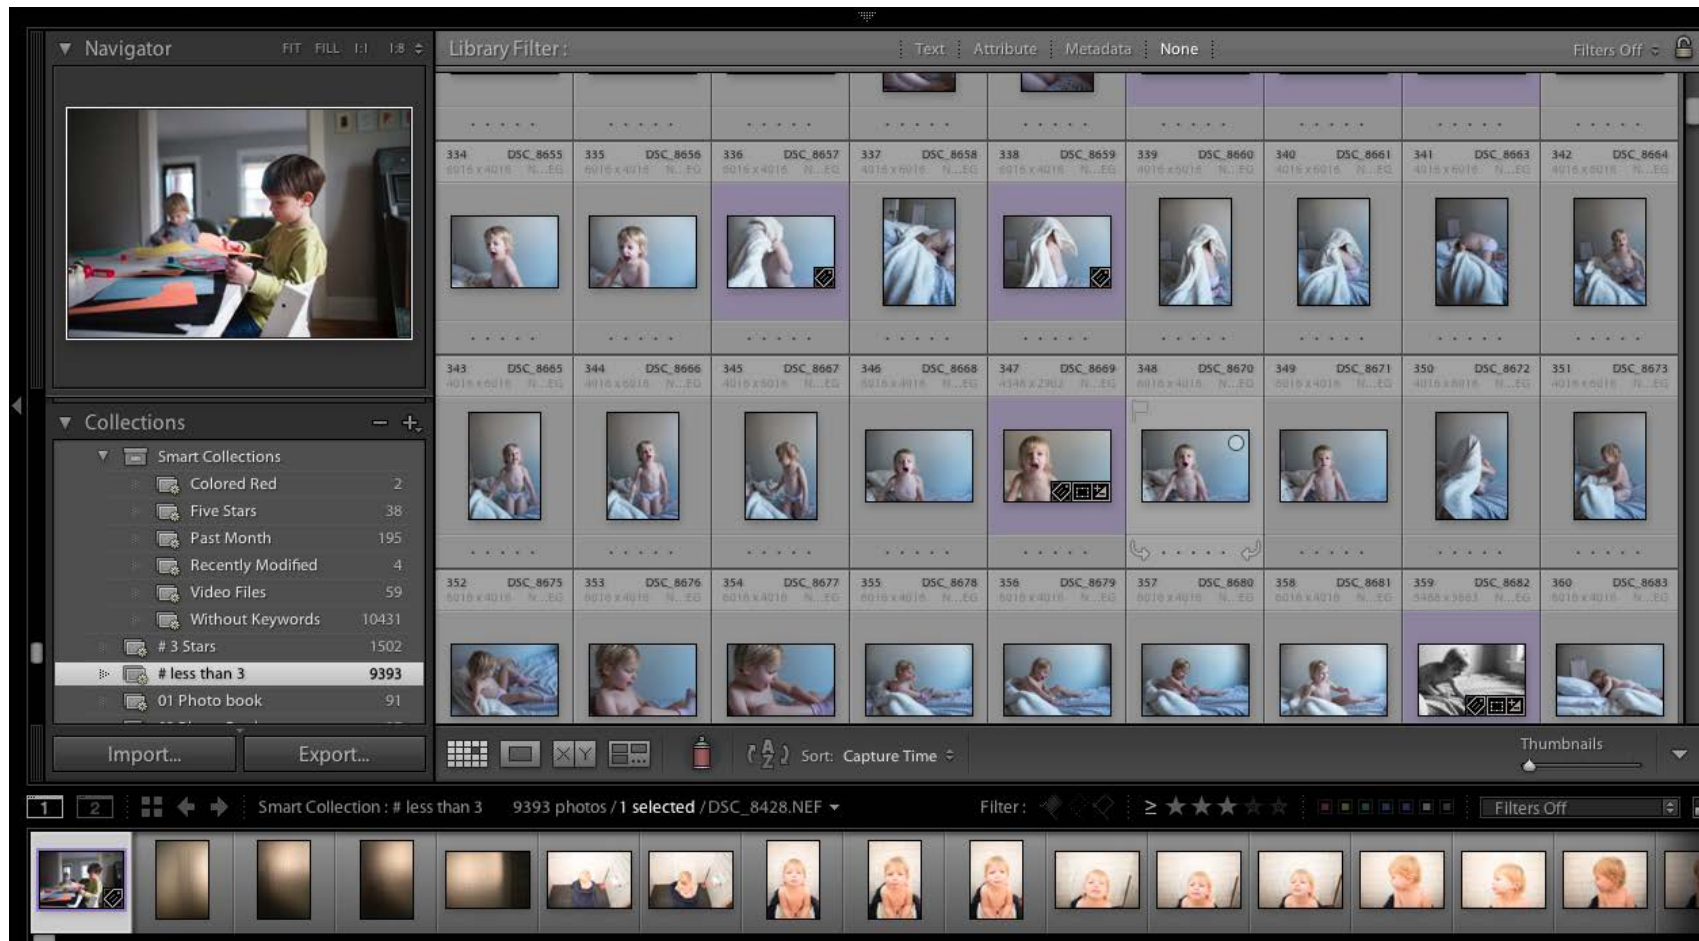 Navigator FIT FILL 1:1 1:8
Library Filter: Text Attribute Metadata None Filters Off
334 DSC_8655 335 DSC_8656 336 DSC_8657 337 DSC_8658 338 DSC_8659 339 DSC_8660 340 DSC_8661 341 DSC_8663 342 DSC_8664
343 DSC_8665 344 DSC_8666 345 DSC_8667 346 DSC_8668 347 DSC_8669 348 DSC_8670 349 DSC_8671 350 DSC_8672 351 DSC_8673
352 DSC_8675 353 DSC_8676 354 DSC_8677 355 DSC_8678 356 DSC_8679 357 DSC_8680 358 DSC_8681 359 DSC_8682 360 DSC_8683
Collections
Smart Collections
Colored Red 2
Five Stars 38
Past Month 195
Recently Modified 4
Video Files 59
Without Keywords 10431
# 3 Stars 1502
# less than 3 9393
01 Photo book 91
Import... Export...
X Y
A Z Sort: Capture Time
Thumbnails
1 2 Smart Collection : # less than 3 9393 photos / 1 selected / DSC_8428.NEF Filter: ≥ Filters Off